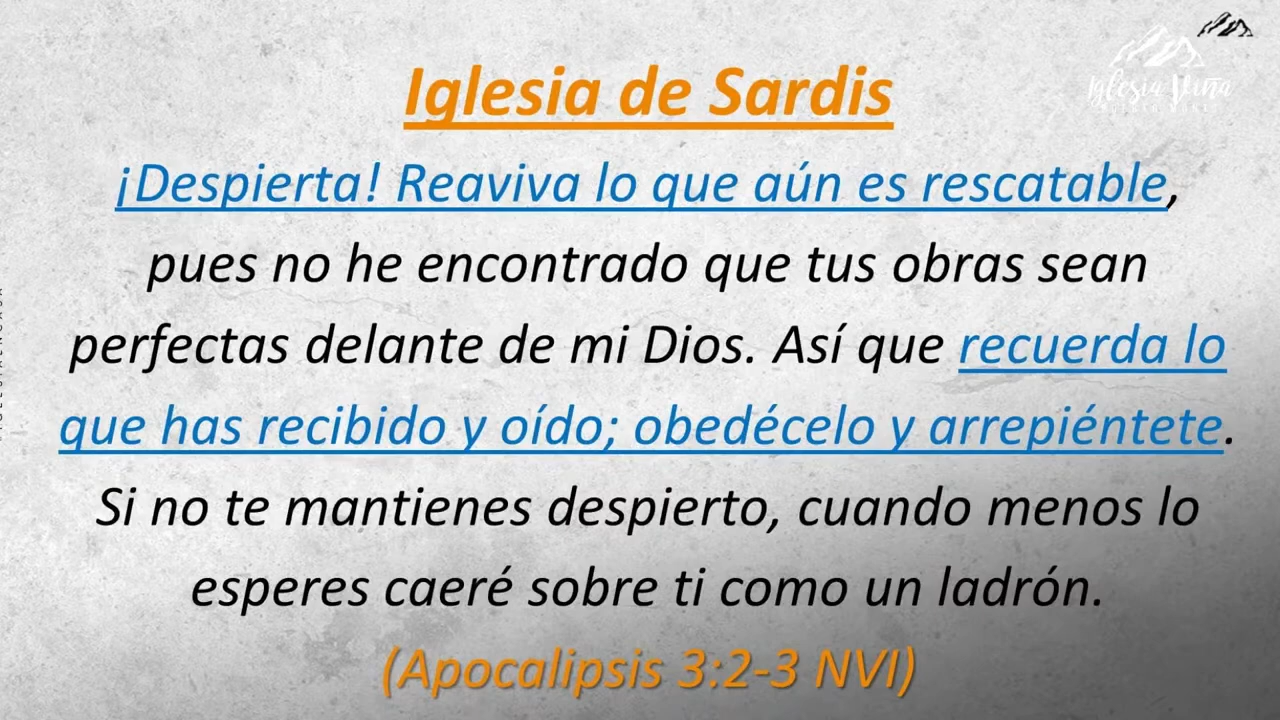 Iglesia de Sardis
Iglesia Viña
¡Despierta! Reaviva lo que aún es rescatable,
pues no he encontrado que tus obras sean
perfectas delante de mi Dios. Así que recuerda lo
que has recibido y oído; obedécelo y arrepiéntete.
Si no te mantienes despierto, cuando menos lo
esperes caeré sobre ti como un ladrón.
(Apocalipsis 3:2-3 NVI)